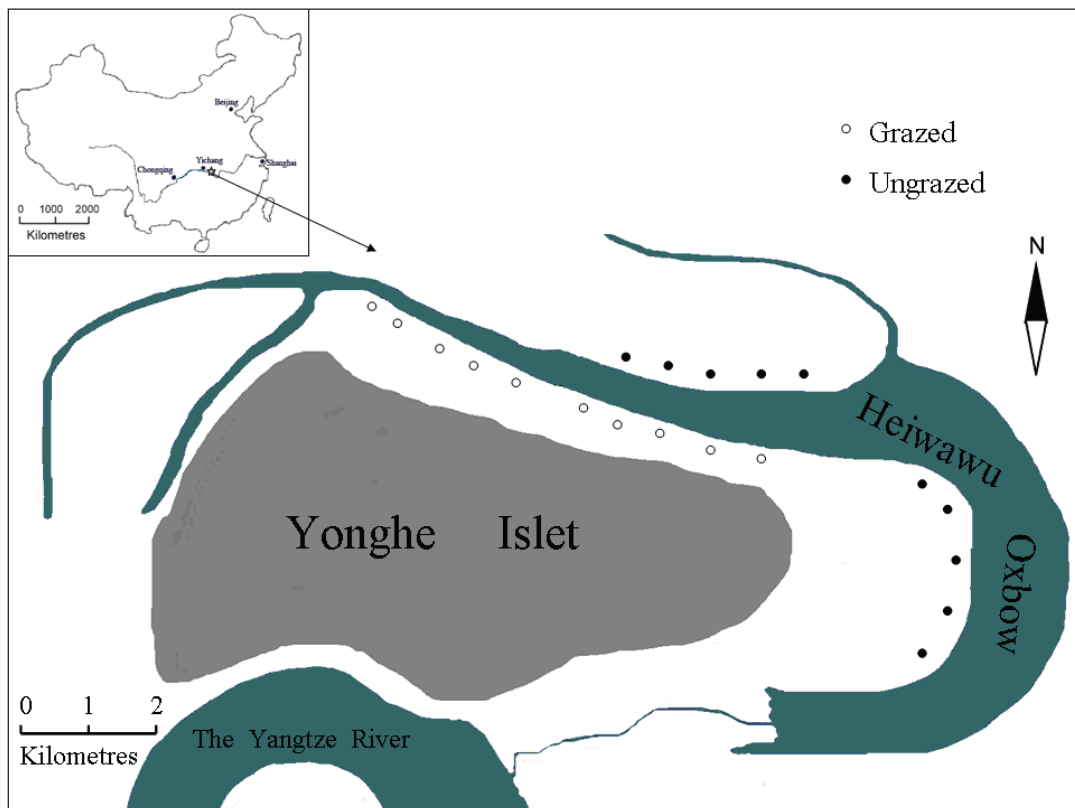 Beijing
Yichang
Chongqing
Shanghai
0 1000 2000
Kilometres
Grazed
Ungrazed
N
Heiwawu
Oxbow
Yonghe Islet
0 1 2
Kilometres
The Yangtze River